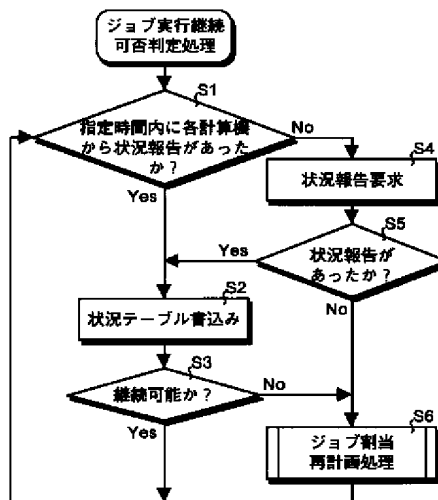 ジョブ実行継続
可否判定処理
S1
指定時間内に各計算機
から状況報告があった
か？
No
Yes
S4
状況報告要求
S5
状況報告が
あったか？
Yes
No
S2
状況テーブル書込み
S3
継続可能か？
No
Yes
S6
ジョブ割当
再計画処理